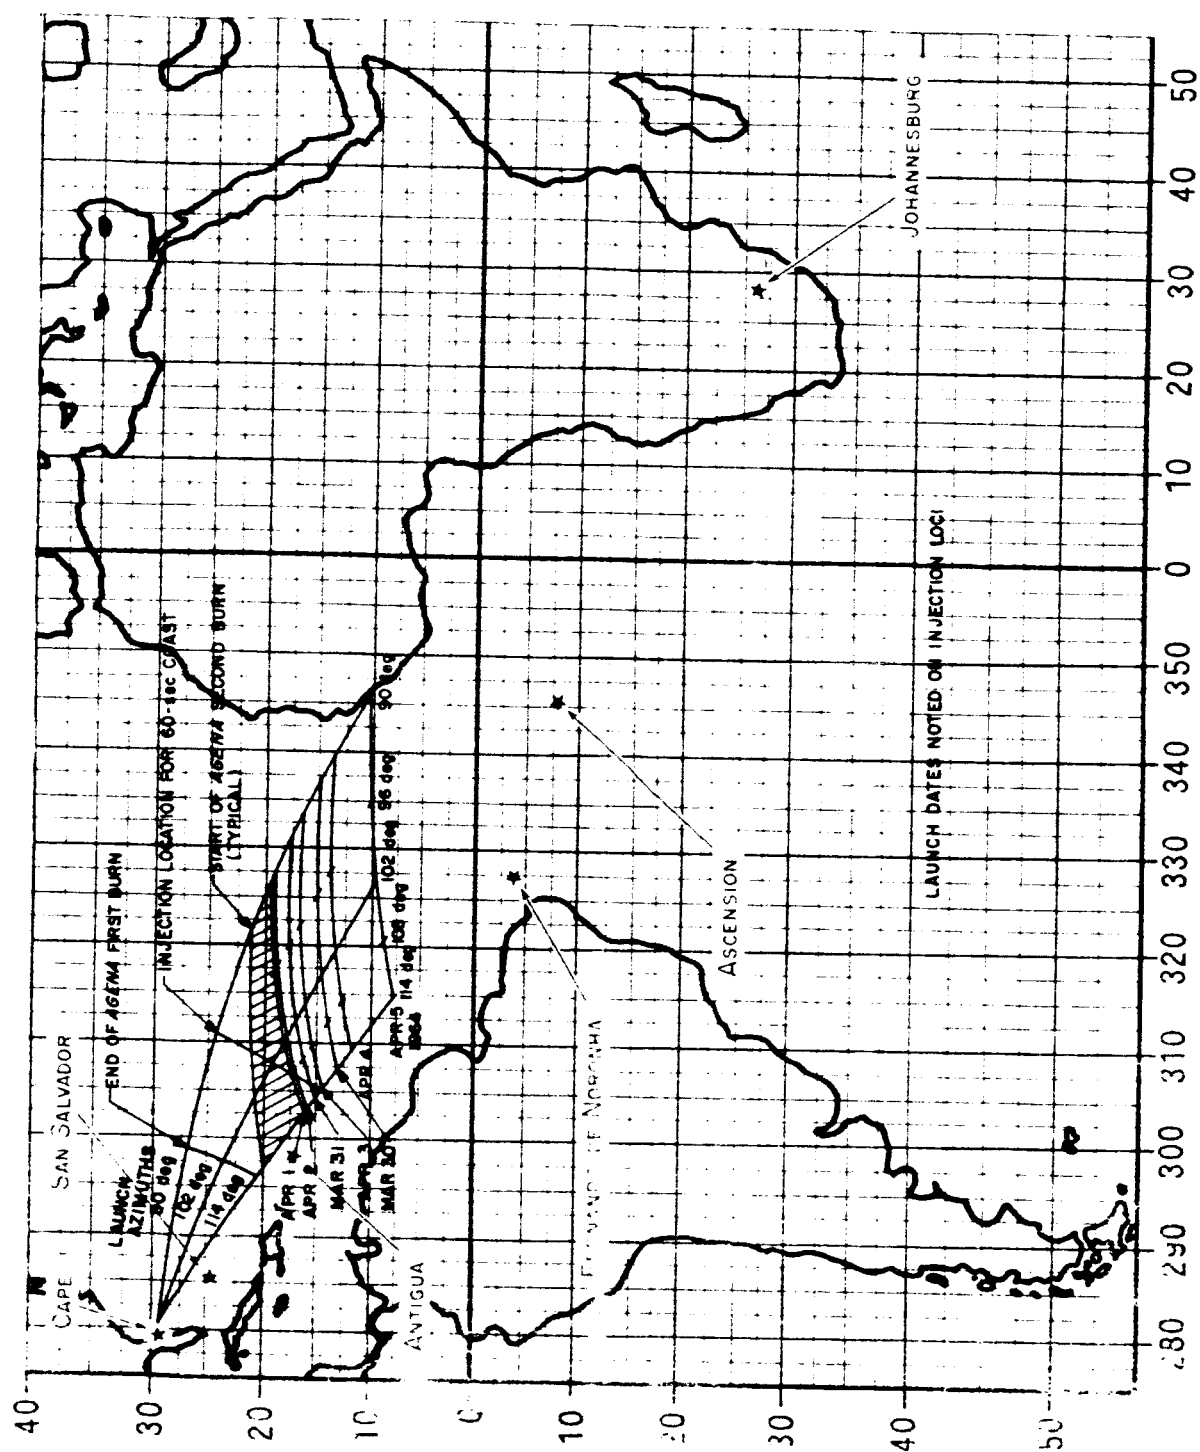 N
CAPE
SAN SALVADOR
LAUNCH
AZIMUTHS
90 deg
102 deg
114 deg
END OF AGENA FIRST BURN
INJECTION LOCATION FOR 60-sec COAST
START OF AGENA SECOND BURN
(TYPICAL)
APR 1
APR 2
MAR 31
APR 3
MAR 30
APR 4
APR 5
1964
114 deg
108 deg
102 deg
96 deg
90 deg
ANTIGUA
FERNANDO DE NORONHA
ASCENSION
JOHANNESBURG
LAUNCH DATES NOTED ON INJECTION LOCI
40
30
20
10
0
10
20
30
40
50
280
290
300
310
320
330
340
350
0
10
20
30
40
50